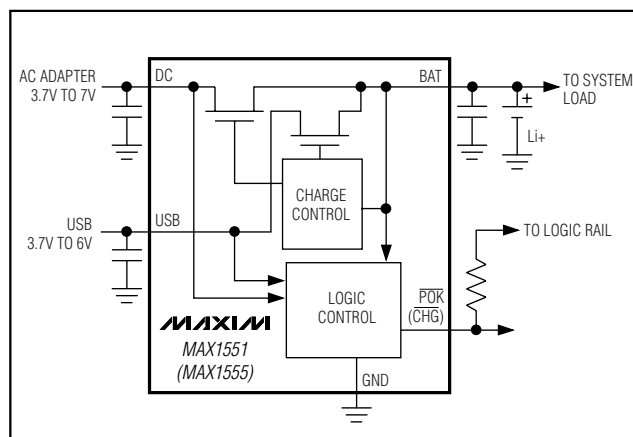 AC ADAPTER
3.7V TO 7V
DC
BAT
TO SYSTEM
LOAD
+
Li+
CHARGE
CONTROL
USB
3.7V TO 6V
USB
TO LOGIC RAIL
LOGIC
CONTROL
POK
(CHG)
MAXIM
MAX1551
(MAX1555)
GND